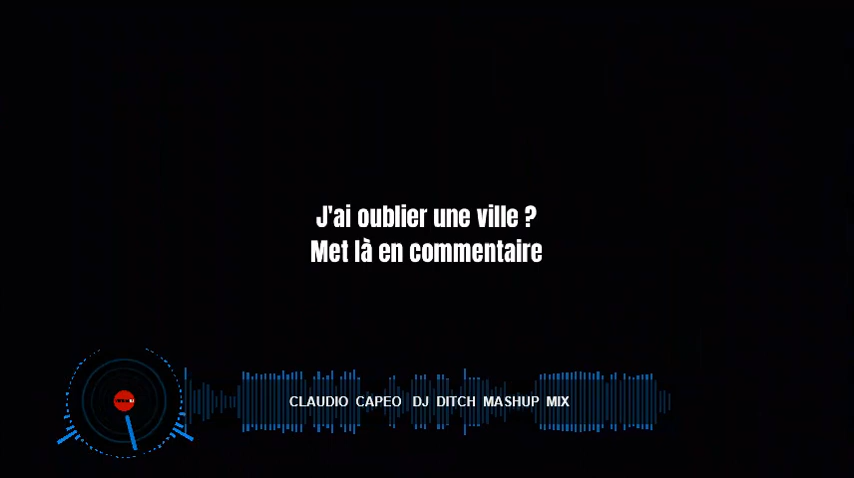 J'ai oublier une ville ?
Met là en commentaire
CLAUDIO CAPEO DJ DITCH MASHUP MIX